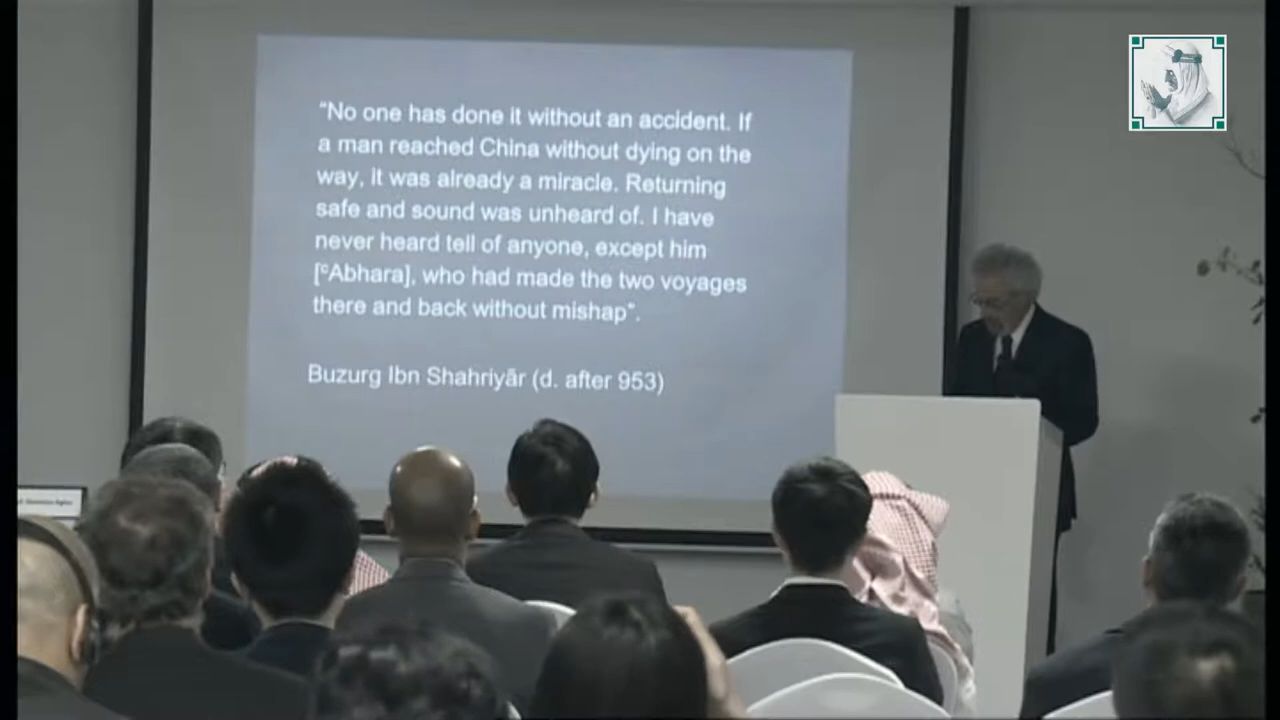 “No one has done it without an accident. If
a man reached China without dying on the
way, it was already a miracle. Returning
safe and sound was unheard of. I have
never heard tell of anyone, except him
[ᶜAbhara], who had made the two voyages
there and back without mishap”.
Buzurg Ibn Shahriyār (d. after 953)